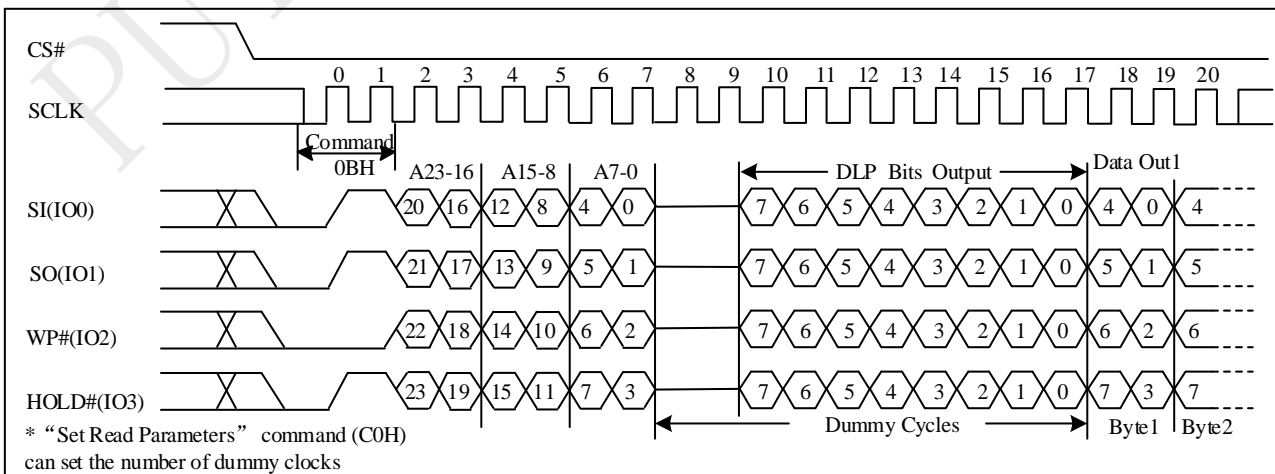 PUY
CS#
0 1 2 3 4 5 6 7 8 9 10 11 12 13 14 15 16 17 18 19 20
SCLK
Command
0BH
A23-16 A15-8 A7-0 DLP Bits Output Data Out1
SI(IO0) 20 16 12 8 4 0 7 6 5 4 3 2 1 0 4 0 4
SO(IO1) 21 17 13 9 5 1 7 6 5 4 3 2 1 0 5 1 5
WP#(IO2) 22 18 14 10 6 2 7 6 5 4 3 2 1 0 6 2 6
HOLD#(IO3) 23 19 15 11 7 3 7 6 5 4 3 2 1 0 7 3 7
Dummy Cycles Byte1 Byte2
* “Set Read Parameters” command (C0H)
can set the number of dummy clocks